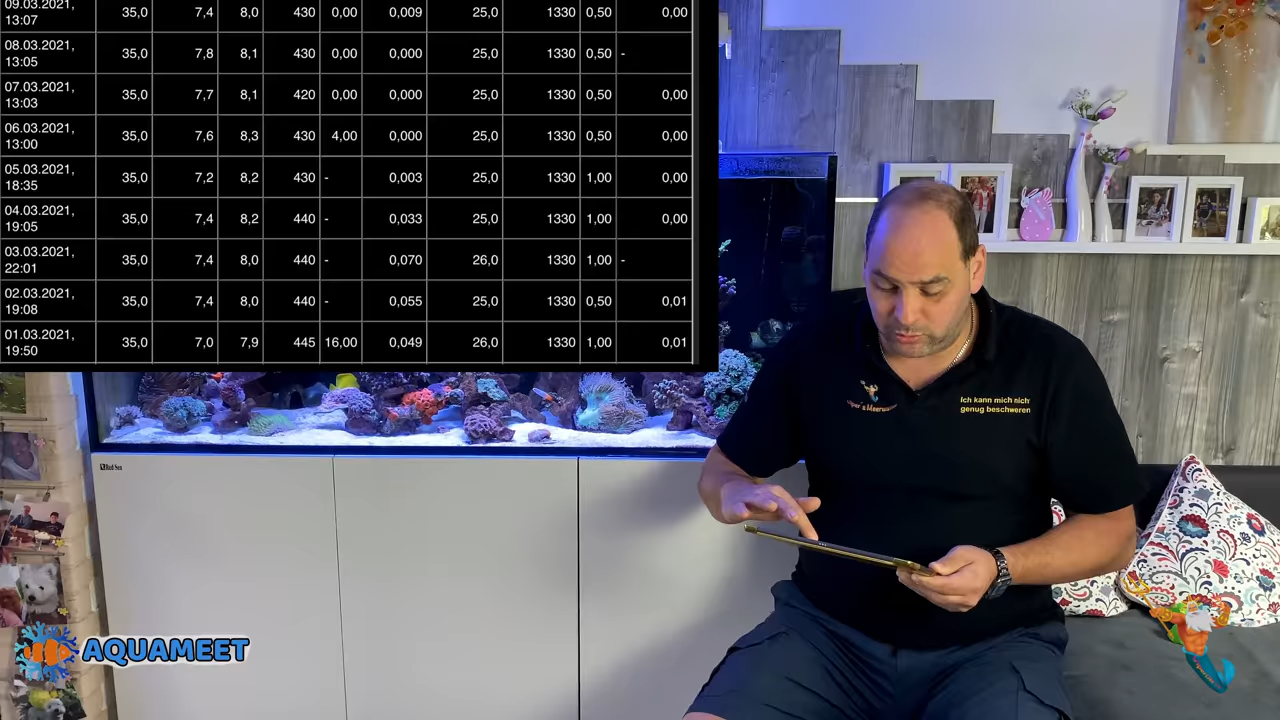 09.03.2021, 35,0 7,4 8,0 430 0,00 0,009 25,0 1330 0,50 0,00
13:07
08.03.2021, 35,0 7,8 8,1 430 0,00 0,000 25,0 1330 0,50 -
13:05
07.03.2021, 35,0 7,7 8,1 420 0,00 0,000 25,0 1330 0,50 0,00
13:03
06.03.2021, 35,0 7,6 8,3 430 4,00 0,000 25,0 1330 0,50 0,00
13:00
05.03.2021, 35,0 7,2 8,2 430 - 0,003 25,0 1330 1,00 0,00
18:35
04.03.2021, 35,0 7,4 8,2 440 - 0,033 25,0 1330 1,00 0,00
19:05
03.03.2021, 35,0 7,4 8,0 440 - 0,070 26,0 1330 1,00 -
22:01
02.03.2021, 35,0 7,4 8,0 440 - 0,055 25,0 1330 0,50 0,01
19:08
01.03.2021, 35,0 7,0 7,9 445 16,00 0,049 26,0 1330 1,00 0,01
19:50
Ich kann mich nicht
genug beschweren
Red Sea
AQUAMEET